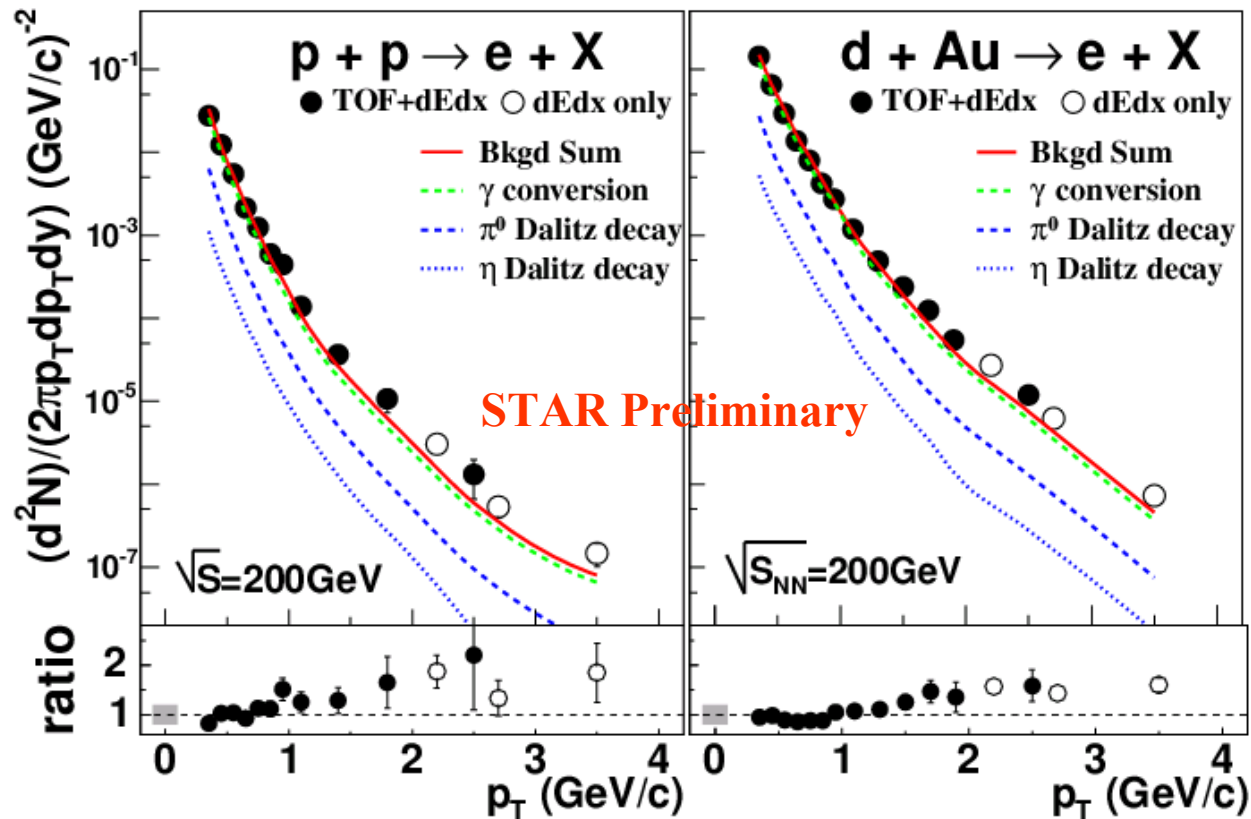 (d²N)/(2πp_T dp_T dy) (GeV/c)⁻²
10⁻¹
10⁻³
10⁻⁵
10⁻⁷
p + p → e + X
● TOF+dEdx ○ dEdx only
Bkgd Sum
γ conversion
π⁰ Dalitz decay
η Dalitz decay
√S=200GeV
d + Au → e + X
● TOF+dEdx ○ dEdx only
Bkgd Sum
γ conversion
π⁰ Dalitz decay
η Dalitz decay
√S_NN=200GeV
STAR Preliminary
ratio
2
1
0 1 2 3 4
p_T (GeV/c)
0 1 2 3 4
p_T (GeV/c)